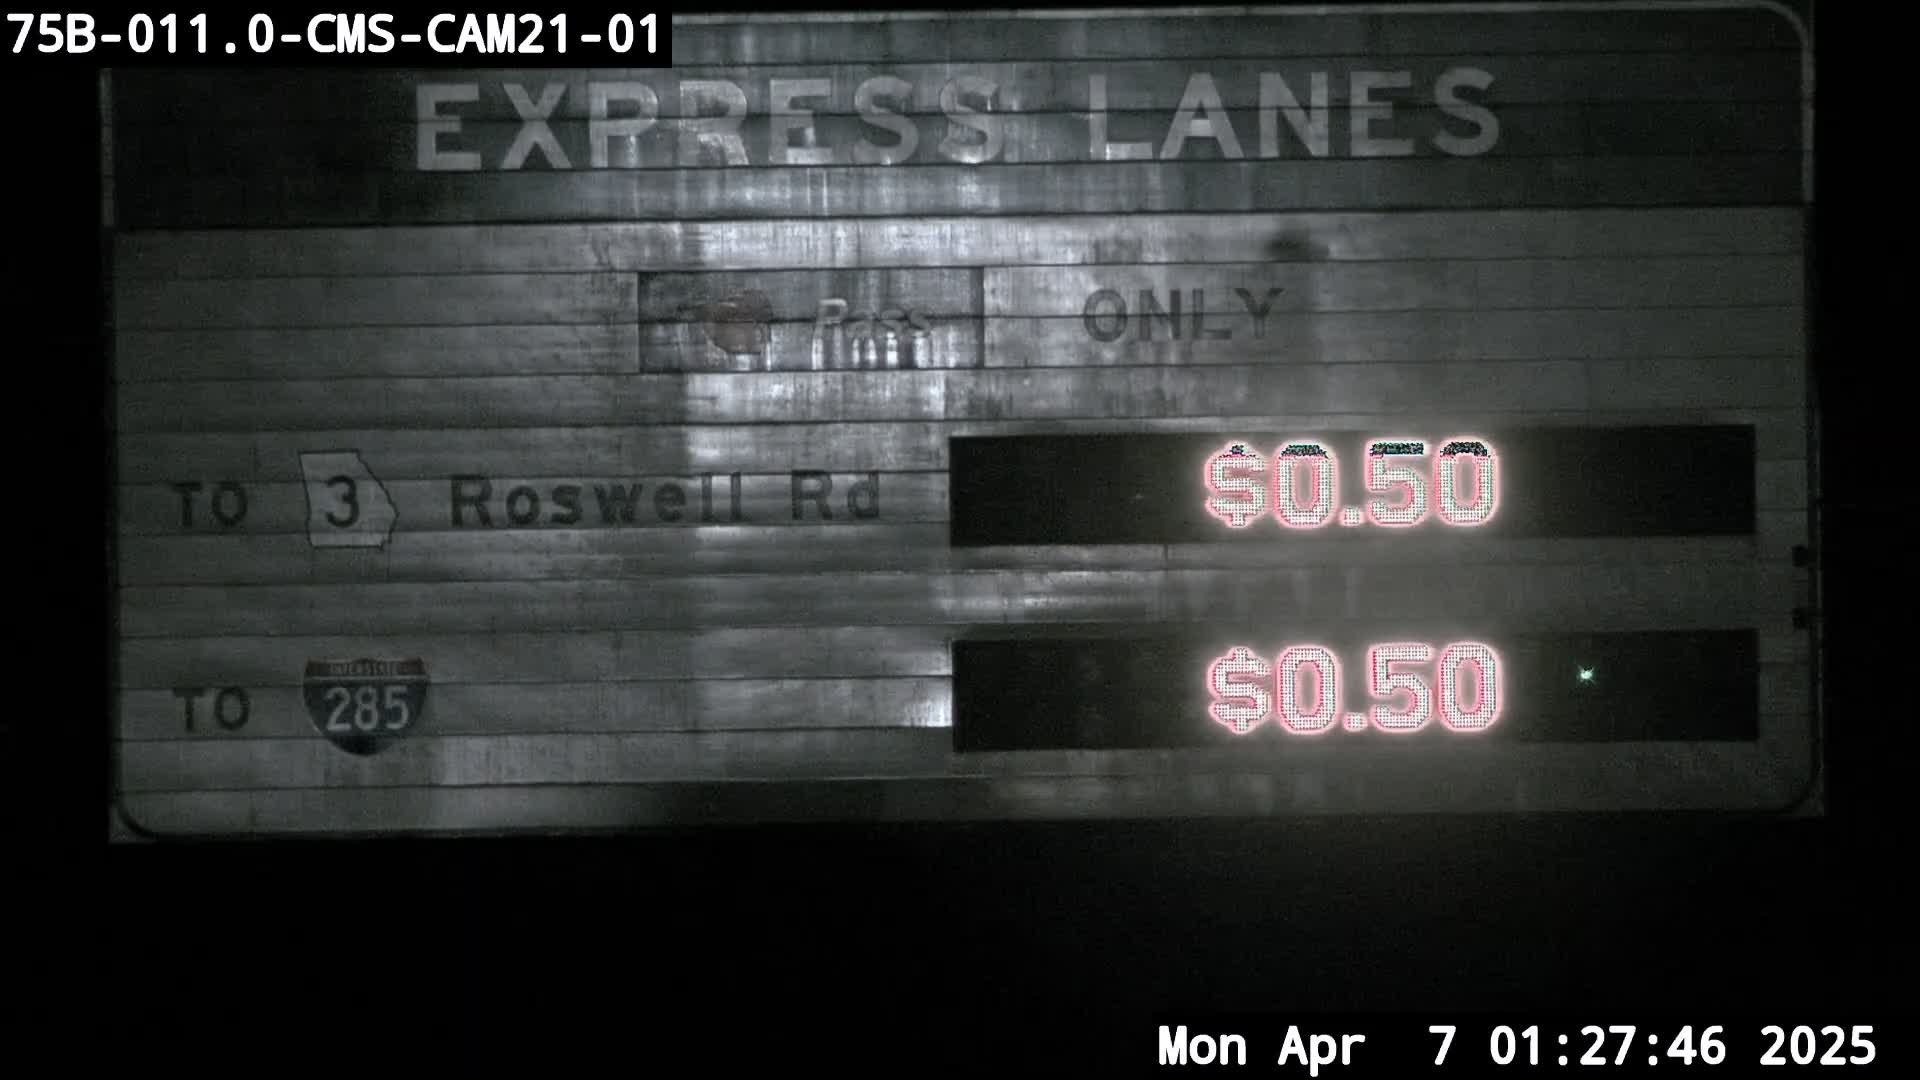 75B-011.0-CMS-CAM21-01
EXPRESS LANES
Pass ONLY
TO 3 Roswell Rd $0.50
TO INTERSTATE 285 $0.50
Mon Apr 7 01:27:46 2025